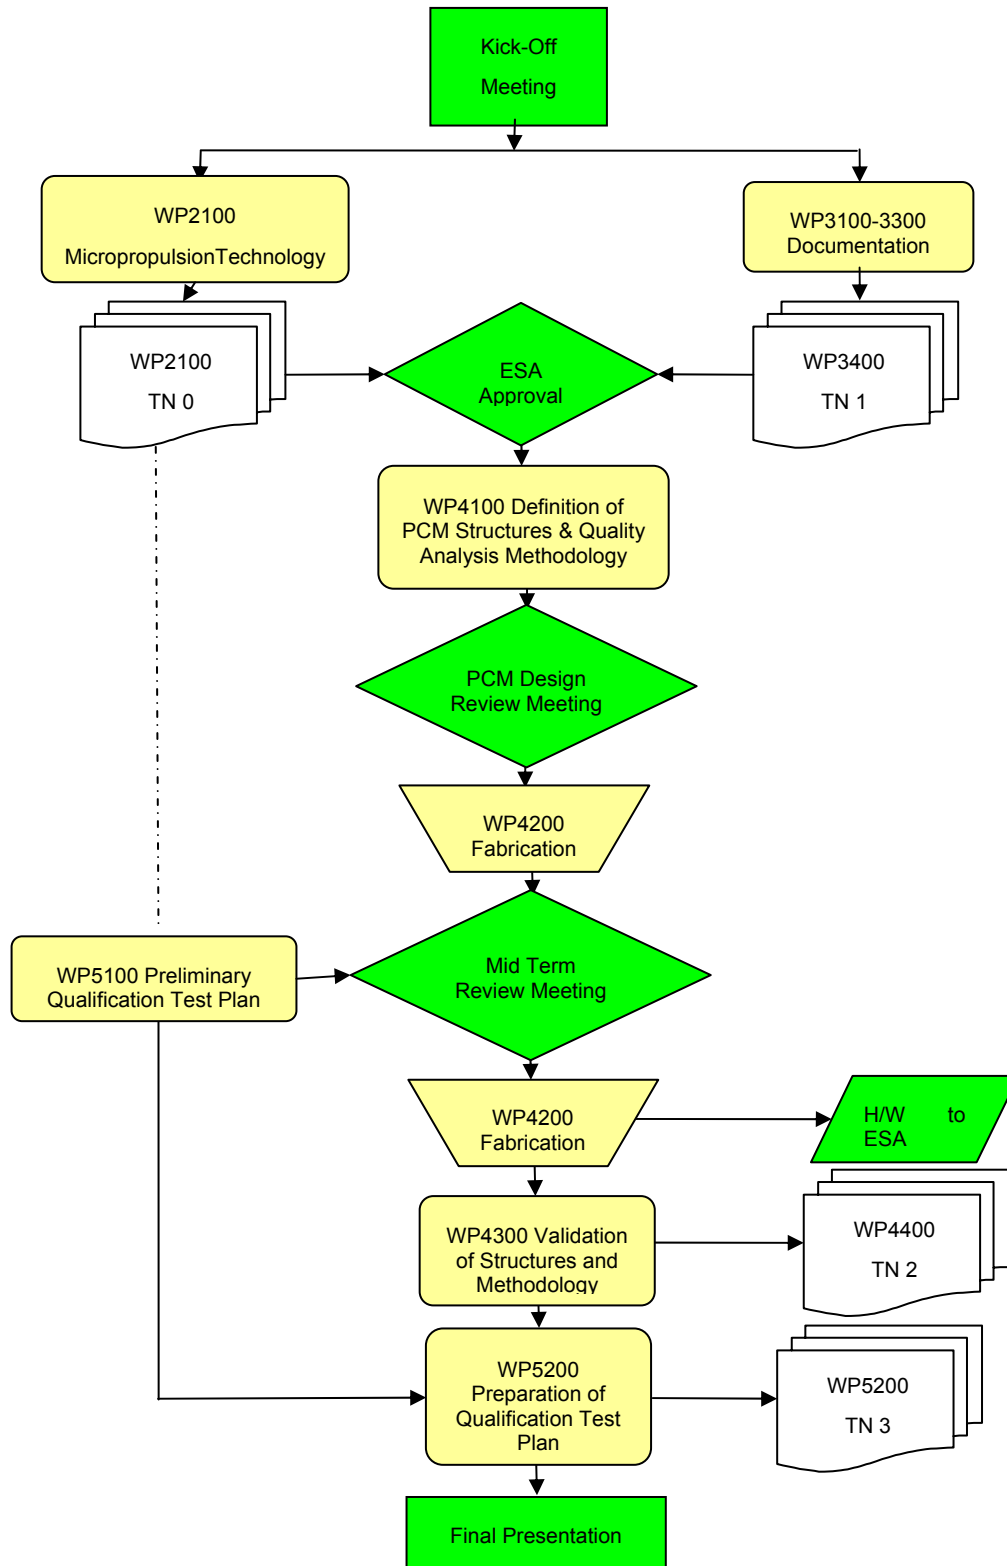 Kick-Off
Meeting
WP2100
MicropropulsionTechnology
WP3100-3300
Documentation
WP2100
TN 0
ESA
Approval
WP3400
TN 1
WP4100 Definition of
PCM Structures & Quality
Analysis Methodology
PCM Design
Review Meeting
WP4200
Fabrication
WP5100 Preliminary
Qualification Test Plan
Mid Term
Review Meeting
WP4200
Fabrication
H/W to
ESA
WP4300 Validation
of Structures and
Methodology
WP4400
TN 2
WP5200
Preparation of
Qualification Test
Plan
WP5200
TN 3
Final Presentation